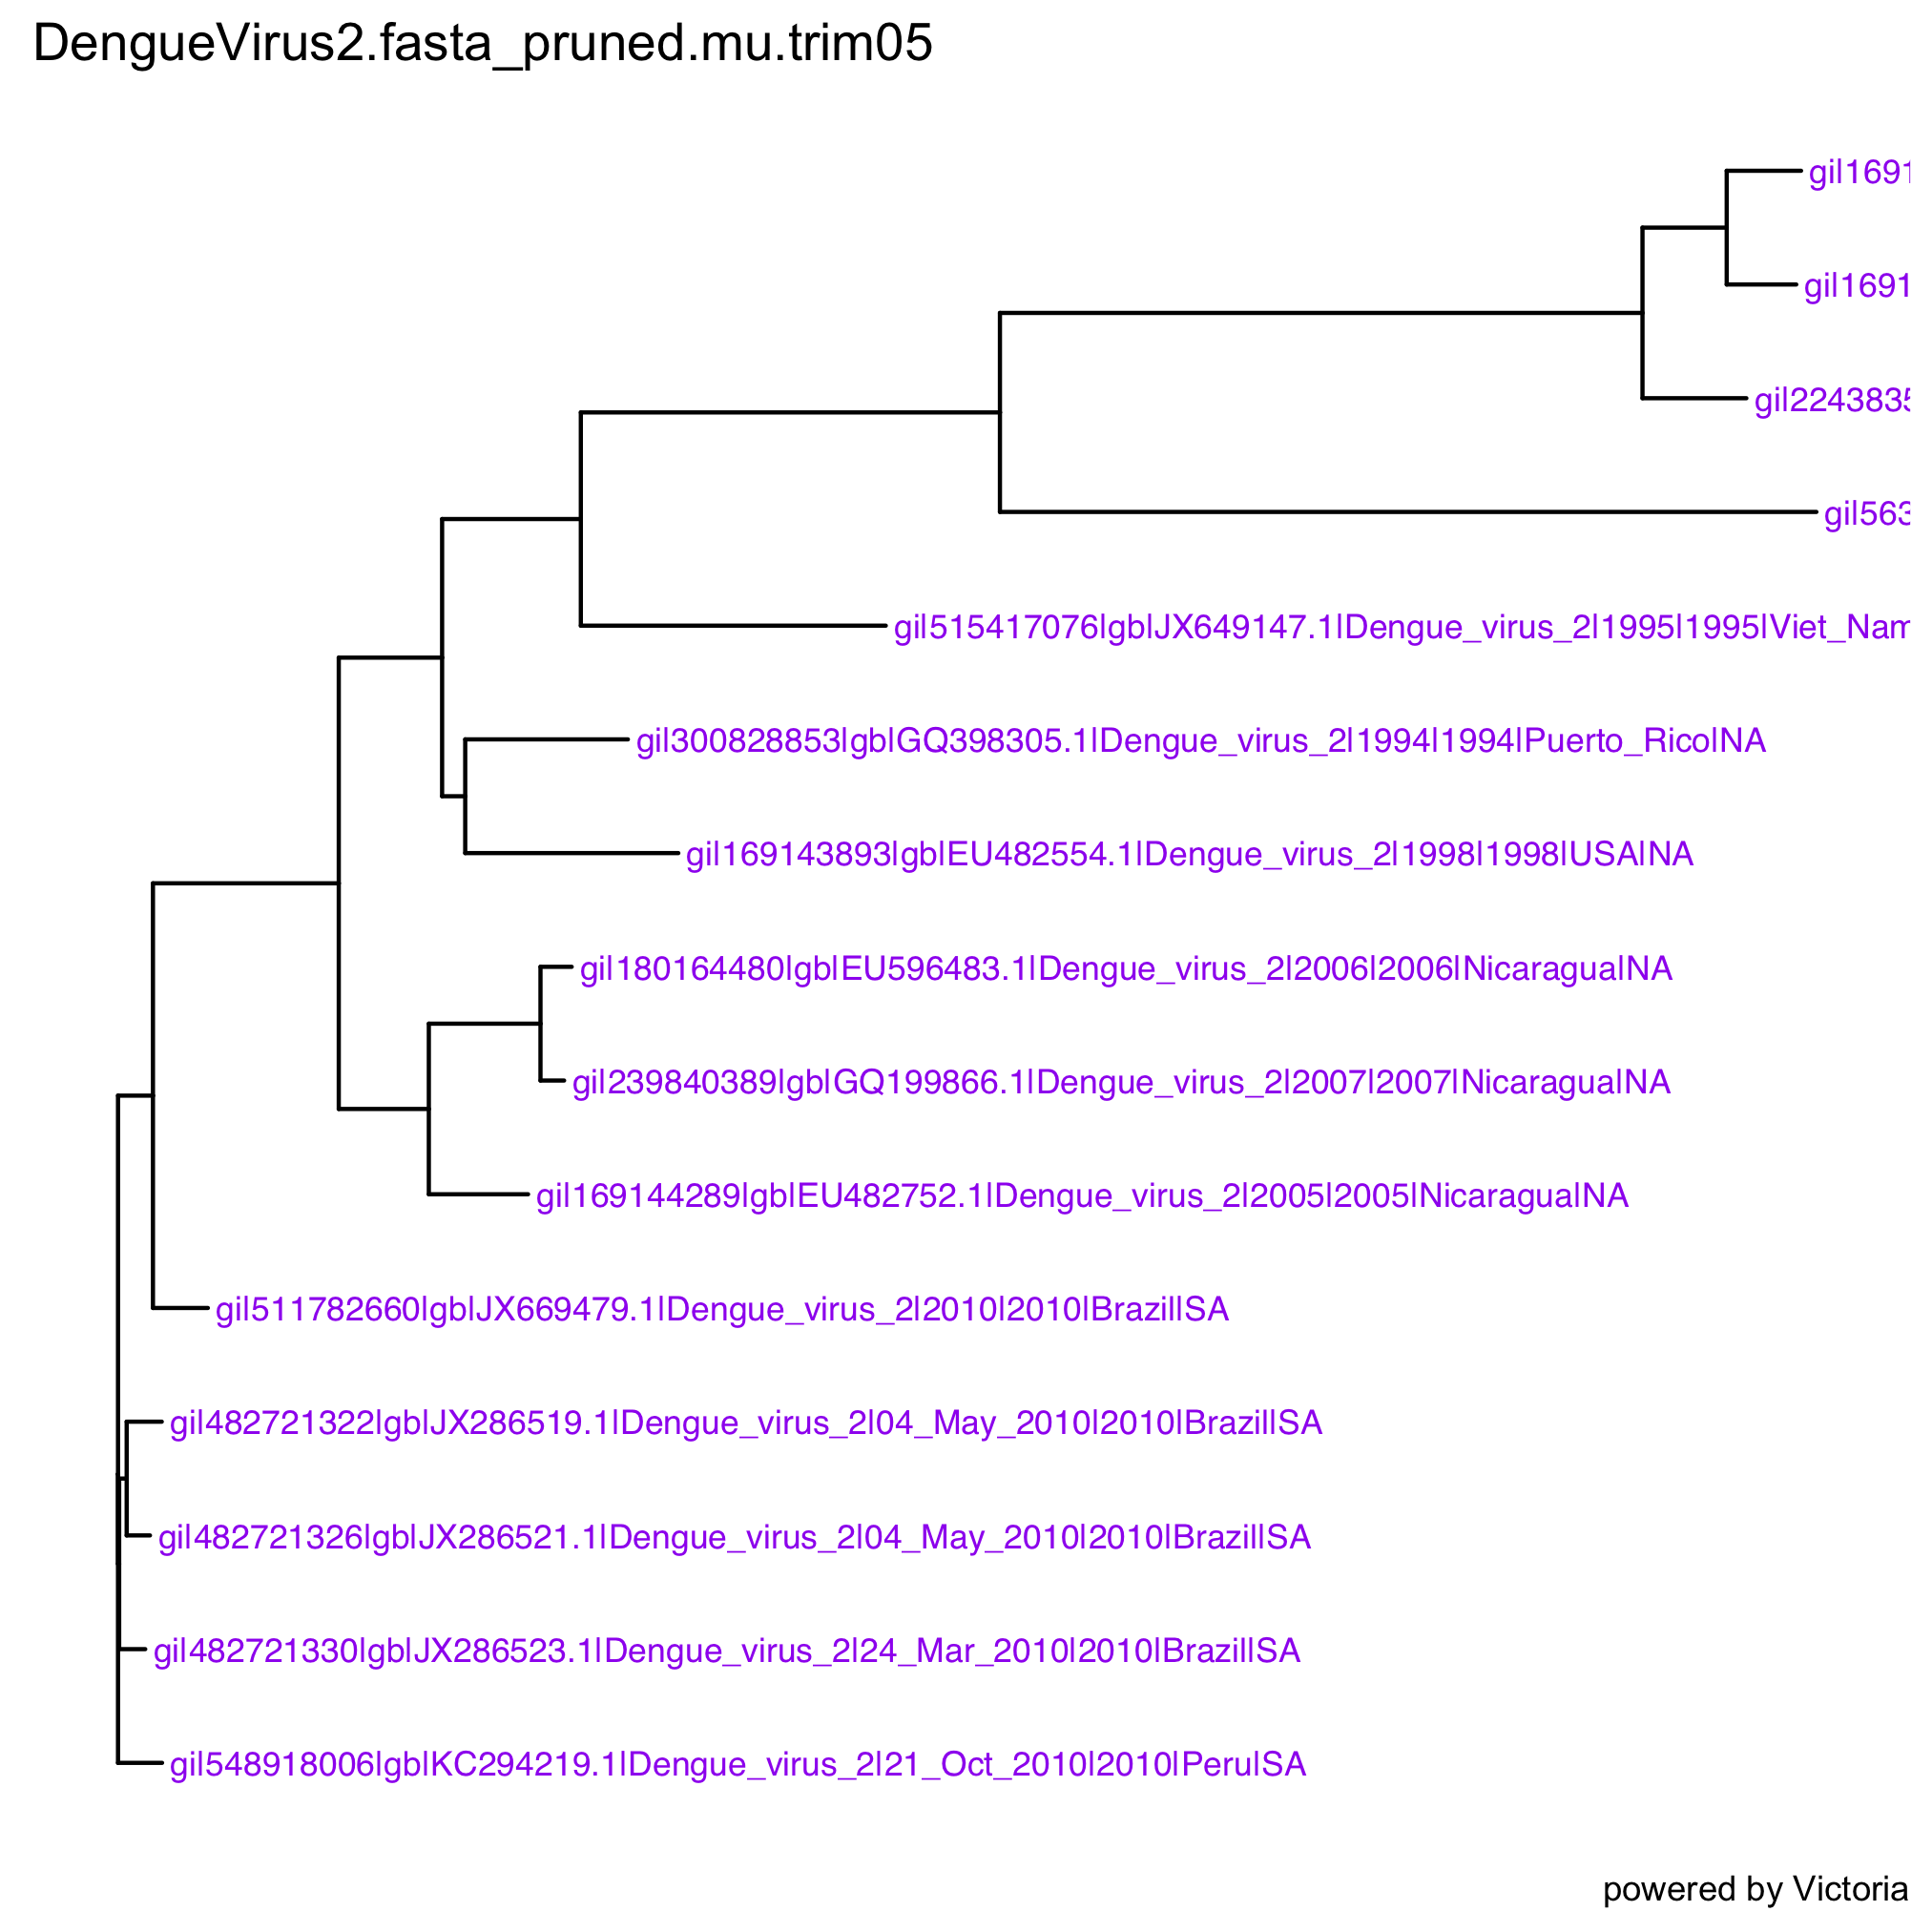 DengueVirus2.fasta_pruned.mu.trim05
gi|1691
gi|1691
gi|2243835
gi|563
gi|515417076|gb|JX649147.1|Dengue_virus_2|1995|1995|Viet_Nam
gi|300828853|gb|GQ398305.1|Dengue_virus_2|1994|1994|Puerto_Rico|NA
gi|169143893|gb|EU482554.1|Dengue_virus_2|1998|1998|USA|NA
gi|180164480|gb|EU596483.1|Dengue_virus_2|2006|2006|Nicaragua|NA
gi|239840389|gb|GQ199866.1|Dengue_virus_2|2007|2007|Nicaragua|NA
gi|169144289|gb|EU482752.1|Dengue_virus_2|2005|2005|Nicaragua|NA
gi|511782660|gb|JX669479.1|Dengue_virus_2|2010|2010|Brazil|SA
gi|482721322|gb|JX286519.1|Dengue_virus_2|04_May_2010|2010|Brazil|SA
gi|482721326|gb|JX286521.1|Dengue_virus_2|04_May_2010|2010|Brazil|SA
gi|482721330|gb|JX286523.1|Dengue_virus_2|24_Mar_2010|2010|Brazil|SA
gi|548918006|gb|KC294219.1|Dengue_virus_2|21_Oct_2010|2010|Peru|SA
powered by Victoria